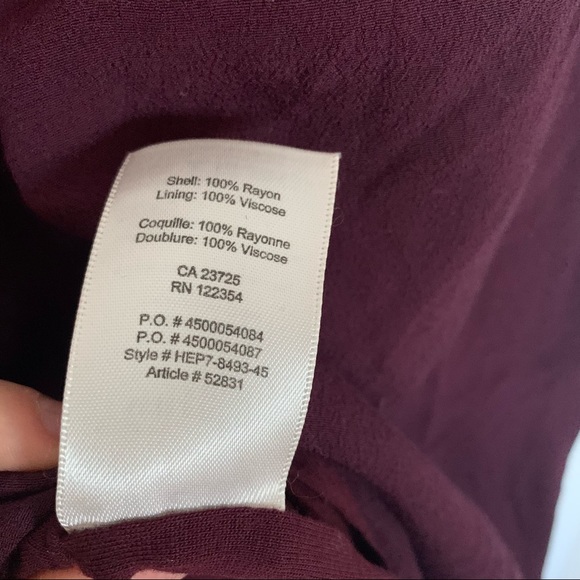 Shell: 100% Rayon
Lining: 100% Viscose
Coquille: 100% Rayonne
Doublure: 100% Viscose
CA 23725
RN 122354
P.O. # 4500054084
P.O. # 4500054087
Style # HEP7-8493-45
Article # 52831